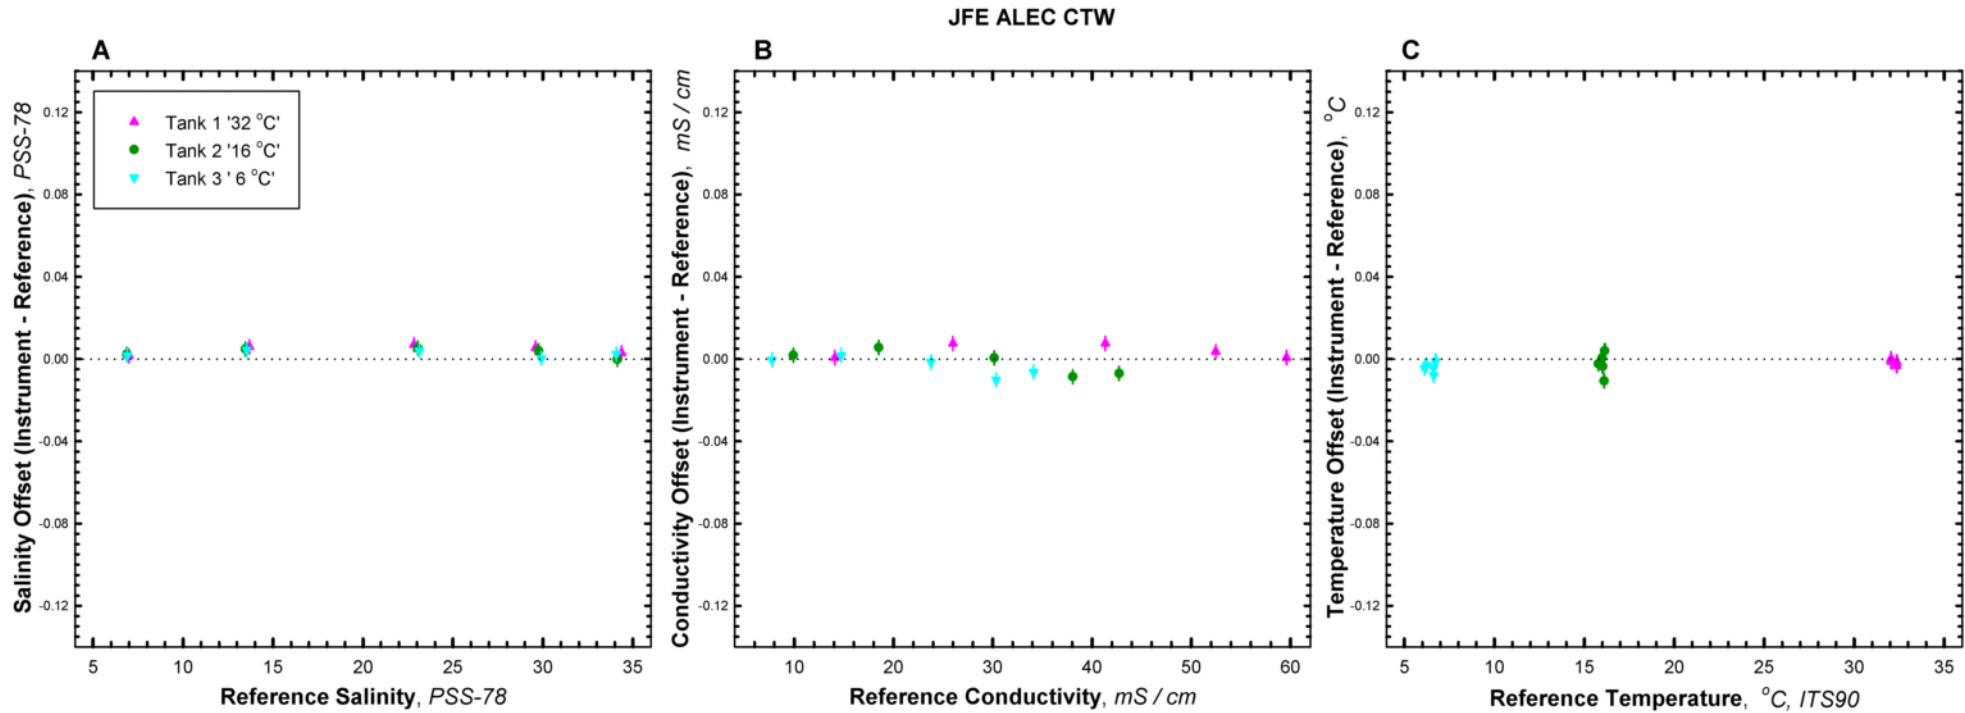 JFE ALEC CTW
A
Salinity Offset (Instrument - Reference), PSS-78
0.12
0.08
0.04
0.00
-0.04
-0.08
-0.12
Tank 1 '32 °C'
Tank 2 '16 °C'
Tank 3 ' 6 °C'
5 10 15 20 25 30 35
Reference Salinity, PSS-78
B
Conductivity Offset (Instrument - Reference), mS / cm
0.12
0.08
0.04
0.00
-0.04
-0.08
-0.12
10 20 30 40 50 60
Reference Conductivity, mS / cm
C
Temperature Offset (Instrument - Reference), °C
0.12
0.08
0.04
0.00
-0.04
-0.08
-0.12
5 10 15 20 25 30 35
Reference Temperature, °C, ITS90